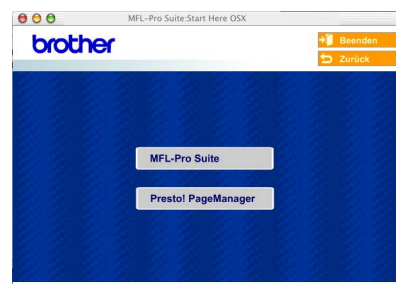 MFL-Pro Suite:Start Here OSX
brother
Beenden
Zurück
MFL-Pro Suite
Presto! PageManager